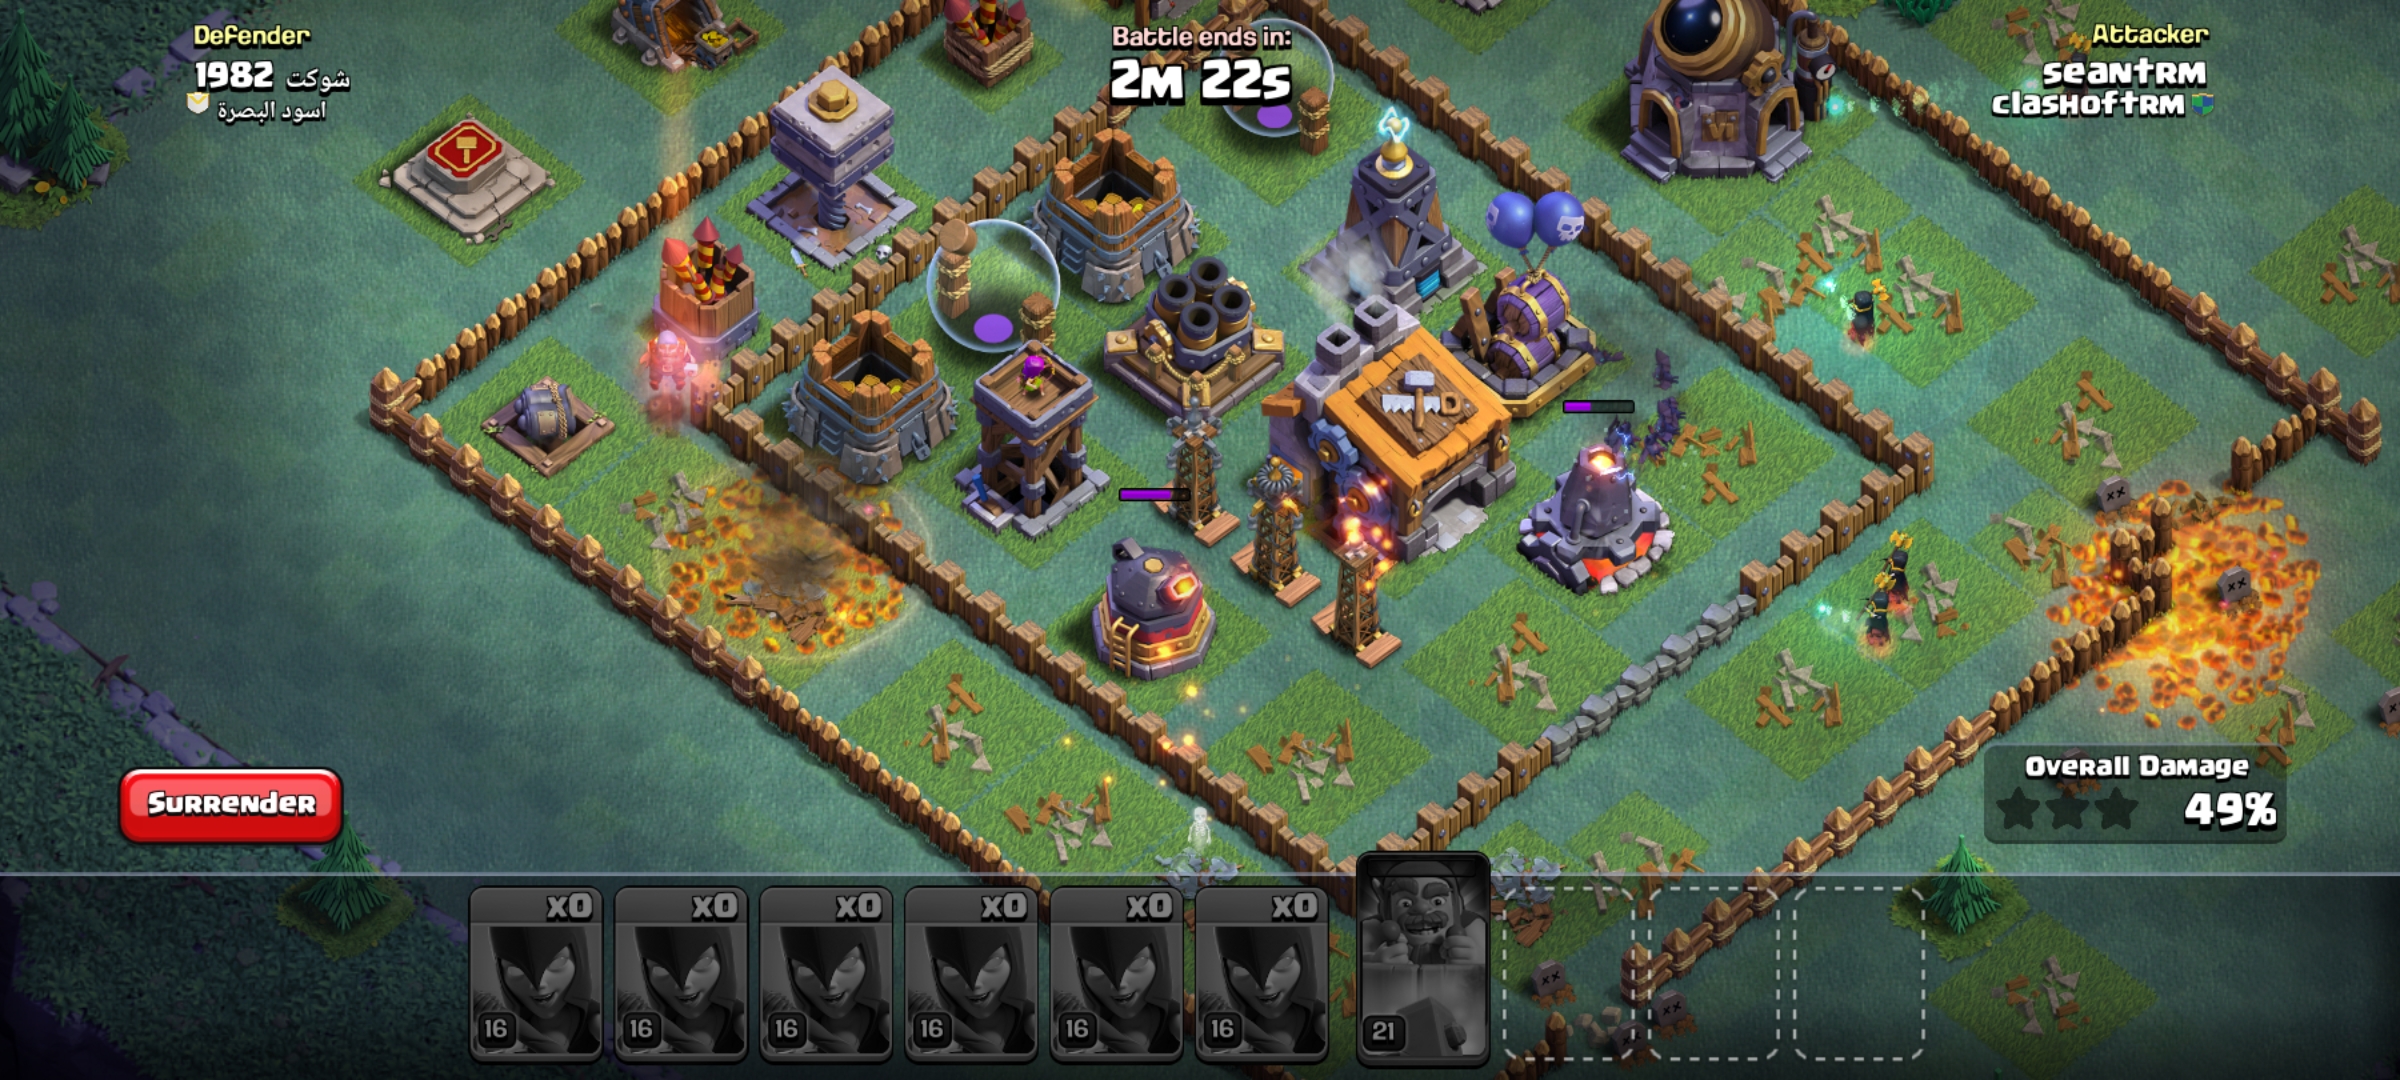 Defender
1982 شوكت
اسود البصرة
Battle ends in:
2M 22s
Attacker
seantRM
clashoftRM
VI
Surrender
Overall Damage
49%
x0
x0
x0
x0
x0
x0
16
16
16
16
16
16
21